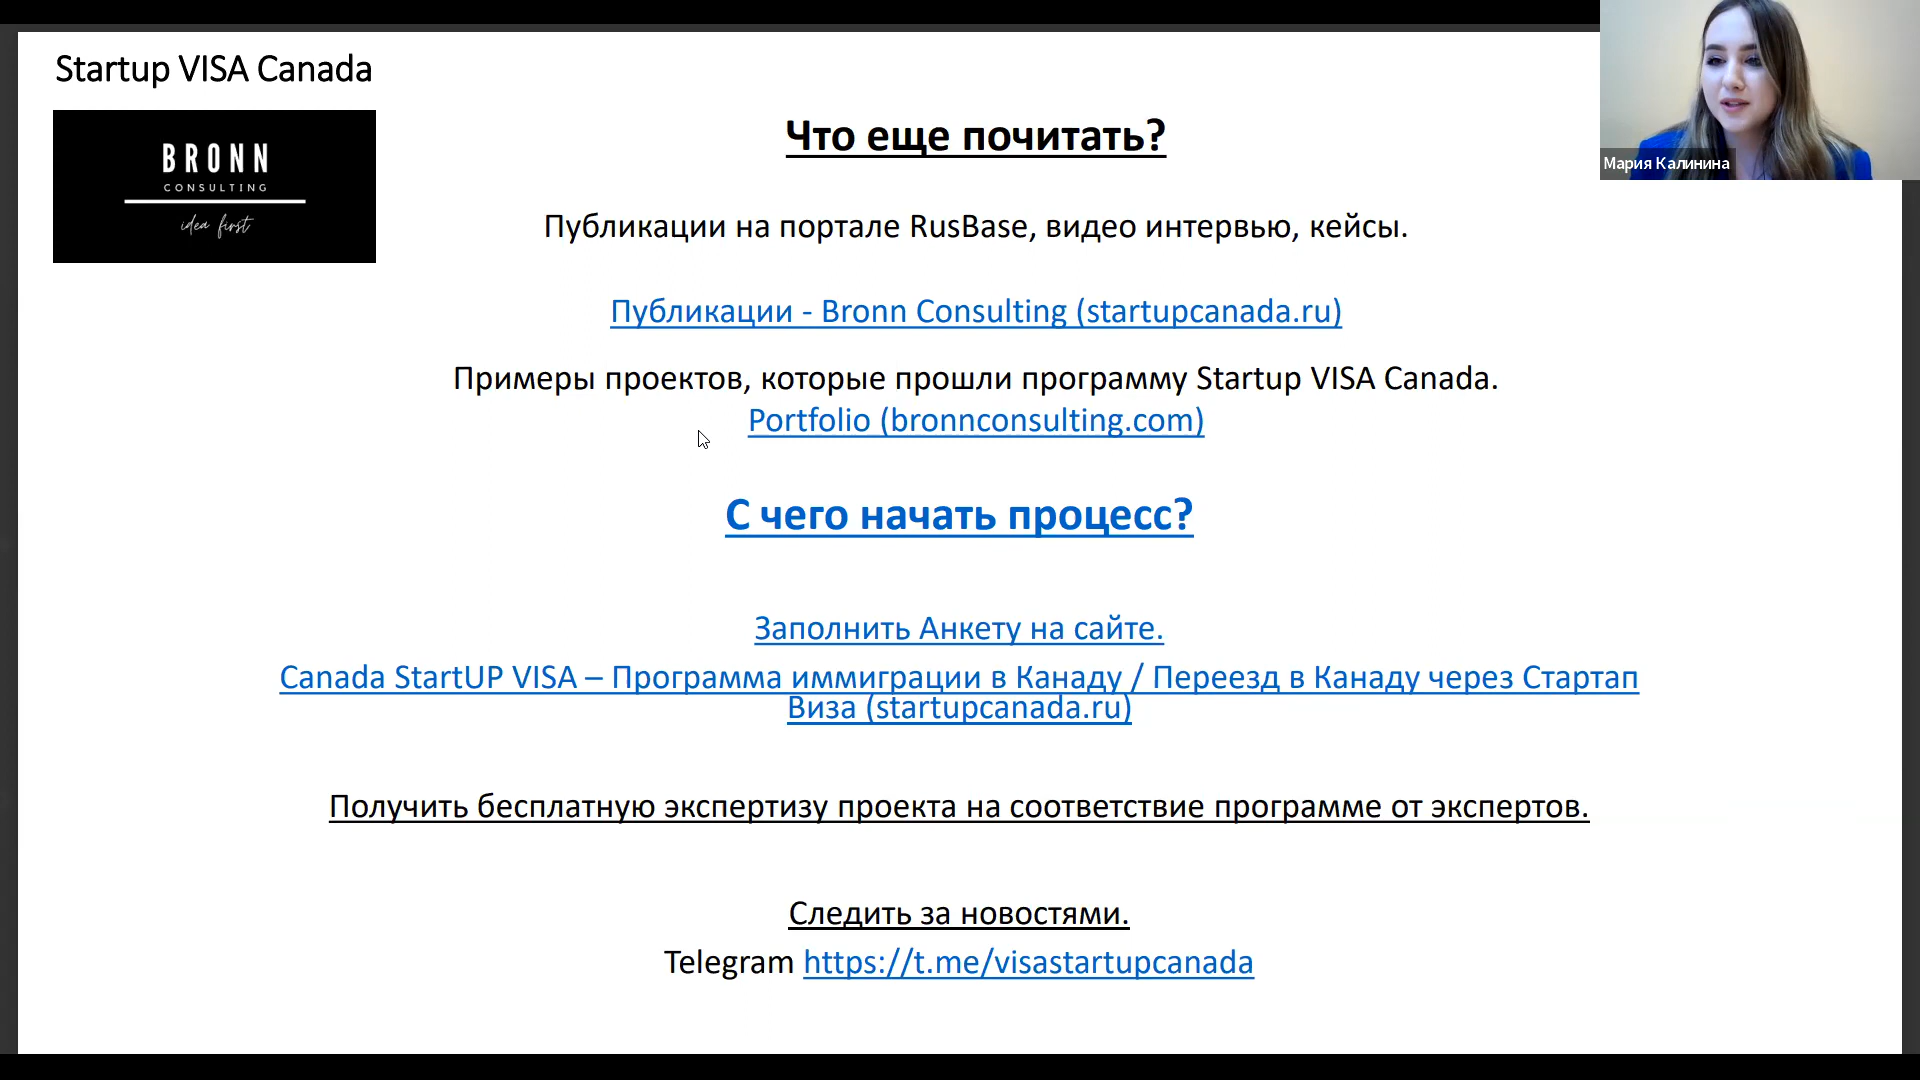 Startup VISA Canada
BRONN
CONSULTING
idea first
Мария Калинина
Что еще почитать?
Публикации на портале RusBase, видео интервью, кейсы.
Публикации - Bronn Consulting (startupcanada.ru)
Примеры проектов, которые прошли программу Startup VISA Canada.
Portfolio (bronnconsulting.com)
С чего начать процесс?
Заполнить Анкету на сайте.
Canada StartUP VISA – Программа иммиграции в Канаду / Переезд в Канаду через Стартап
Виза (startupcanada.ru)
Получить бесплатную экспертизу проекта на соответствие программе от экспертов.
Следить за новостями.
Telegram https://t.me/visastartupcanada